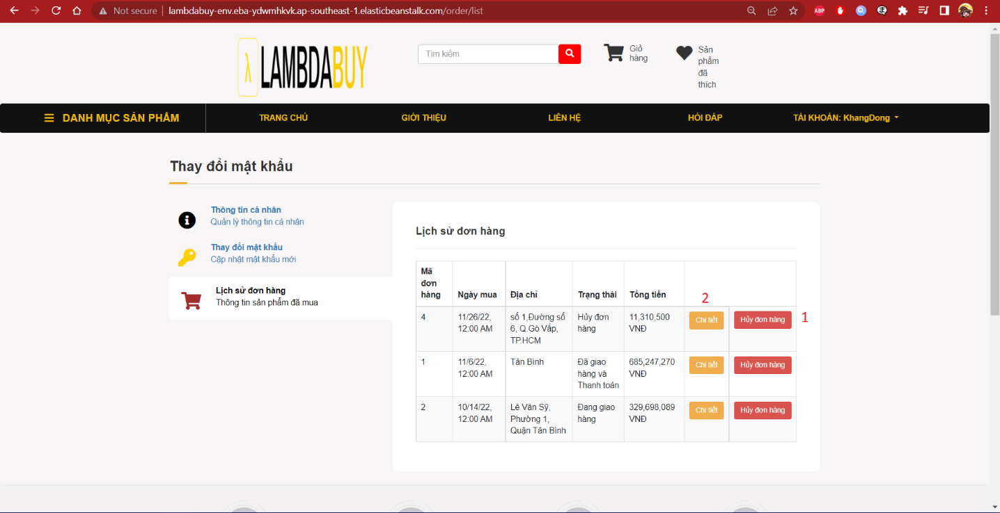 Not secure | lambdabuy-env.eba-ydwmhkvk.ap-southeast-1.elasticbeanstalk.com/order/list
ABP
λ LAMBDABUY
Tìm kiếm
Giỏ
hàng
Sản
phẩm
đã
thích
DANH MỤC SẢN PHẨM
TRANG CHỦ
GIỚI THIỆU
LIÊN HỆ
HỎI ĐÁP
TÀI KHOẢN: KhangDong
Thay đổi mật khẩu
Thông tin cá nhân
Quản lý thông tin cá nhân
Thay đổi mật khẩu
Cập nhật mật khẩu mới
Lịch sử đơn hàng
Thông tin sản phẩm đã mua
Lịch sử đơn hàng
Mã
đơn
hàng
Ngày mua
Địa chỉ
Trạng thái
Tổng tiền
2
4
11/26/22,
12:00 AM
số 1,Đường số
6, Q.Gò Vấp,
TP.HCM
Hủy đơn
hàng
11,310,500
VNĐ
Chi tiết
Hủy đơn hàng
1
1
11/6/22,
12:00 AM
Tân Bình
Đã giao
hàng và
Thanh toán
685,247,270
VNĐ
Chi tiết
Hủy đơn hàng
2
10/14/22,
12:00 AM
Lê Văn Sỹ,
Phường 1,
Quận Tân Bình
Đang giao
hàng
329,698,089
VNĐ
Chi tiết
Hủy đơn hàng